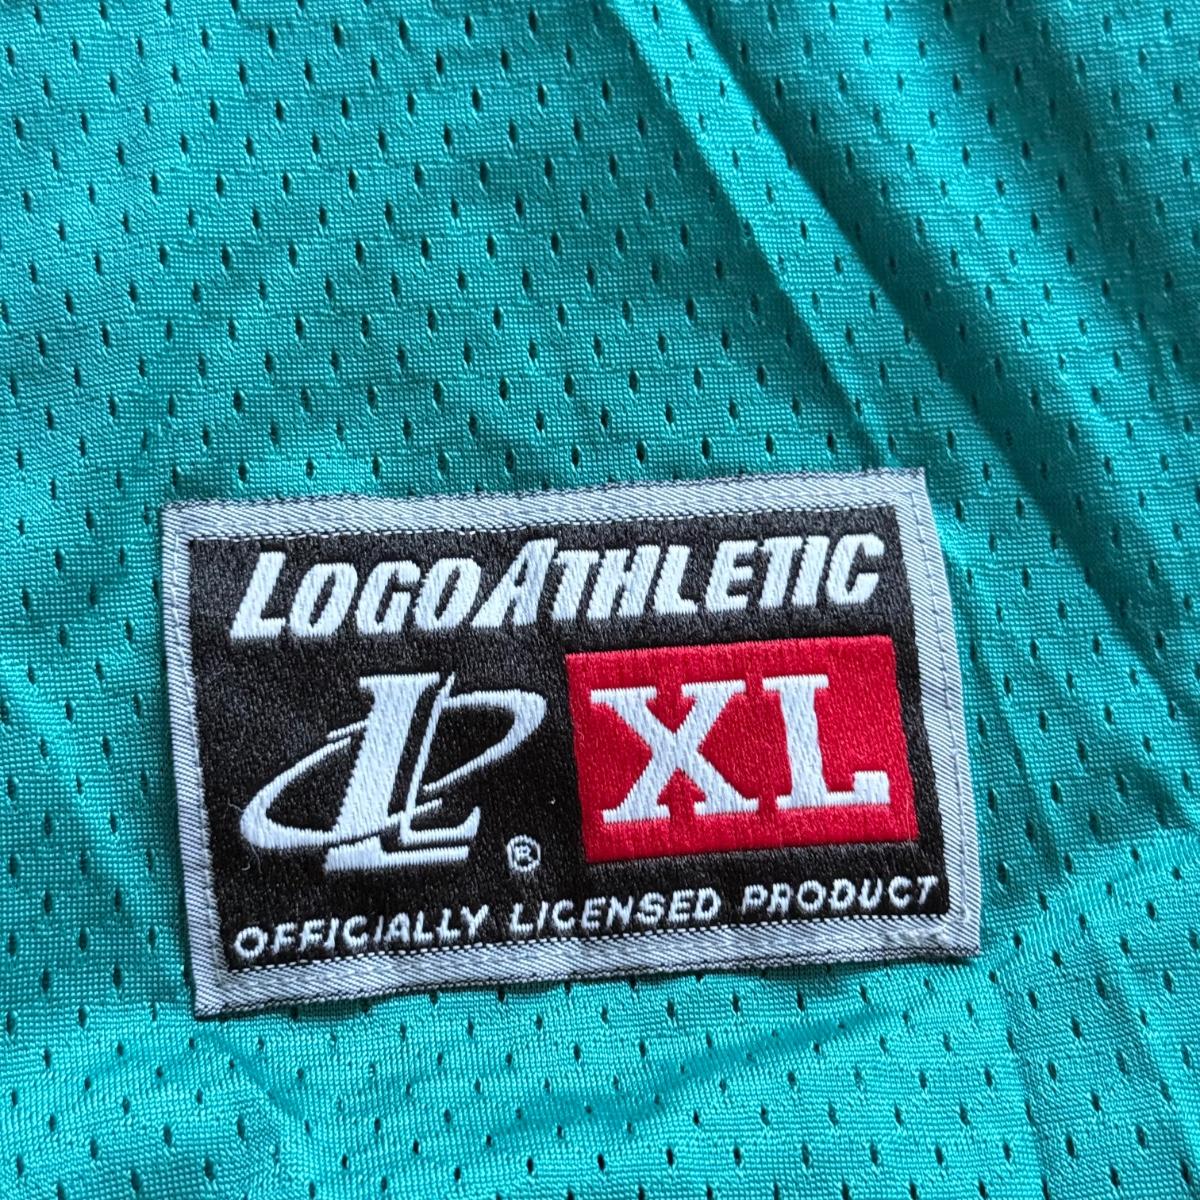 LOGOATHLETIC
L XL
®
OFFICIALLY LICENSED PRODUCT